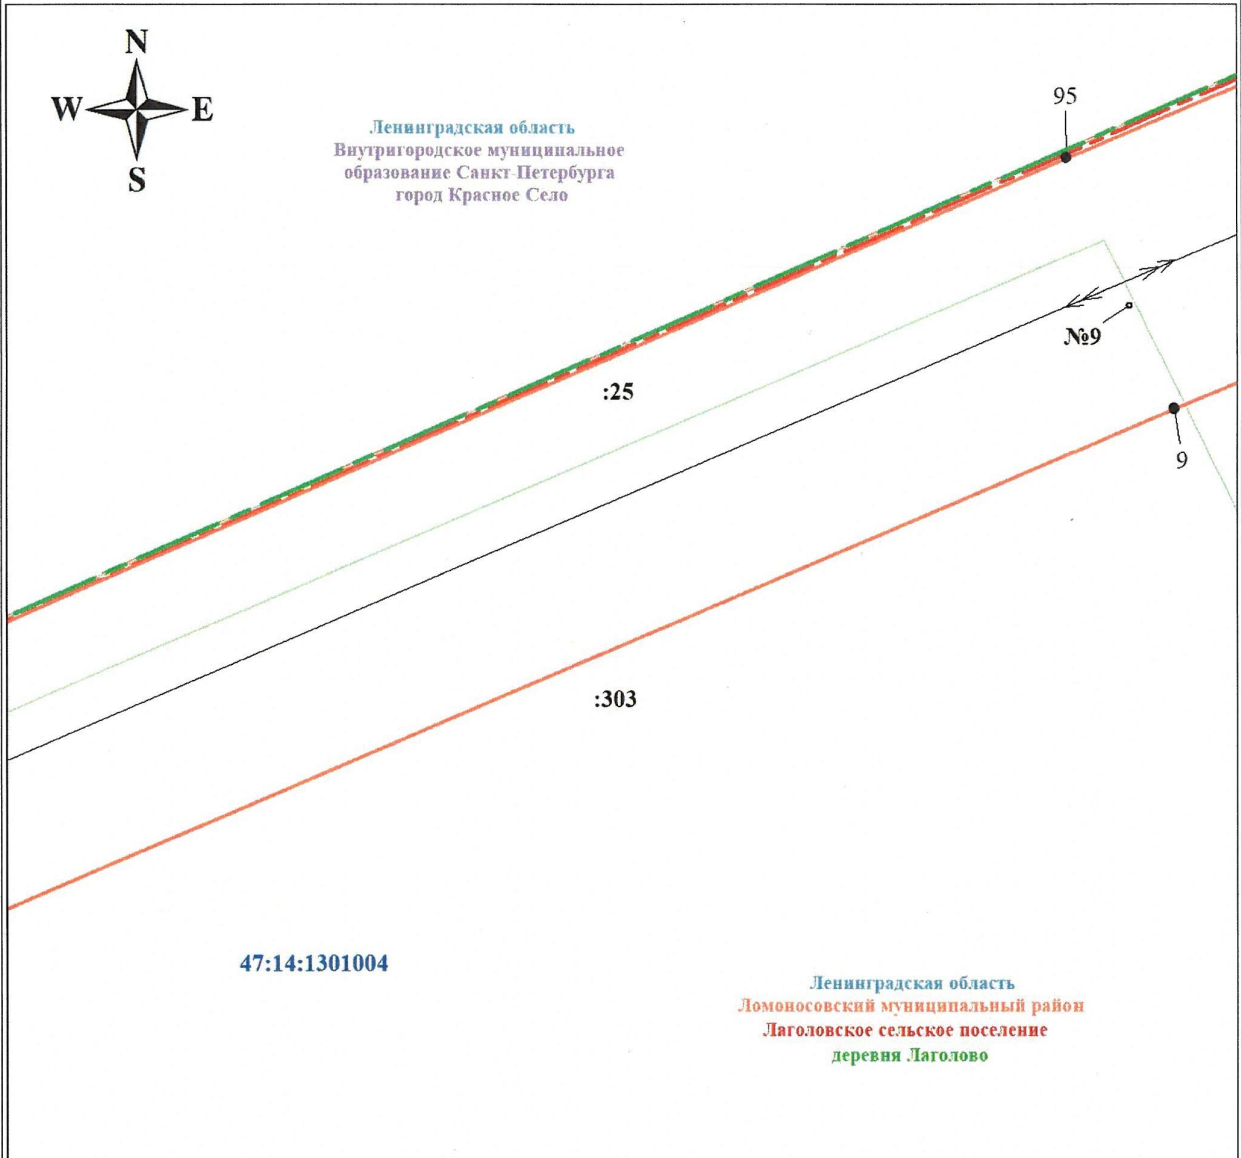 N
W E
S
95
Ленинградская область
Внутригородское муниципальное
образование Санкт-Петербурга
город Красное Село
№9
:25
9
:303
47:14:1301004
Ленинградская область
Ломоносовский муниципальный район
Лаголовское сельское поселение
деревня Лаголово